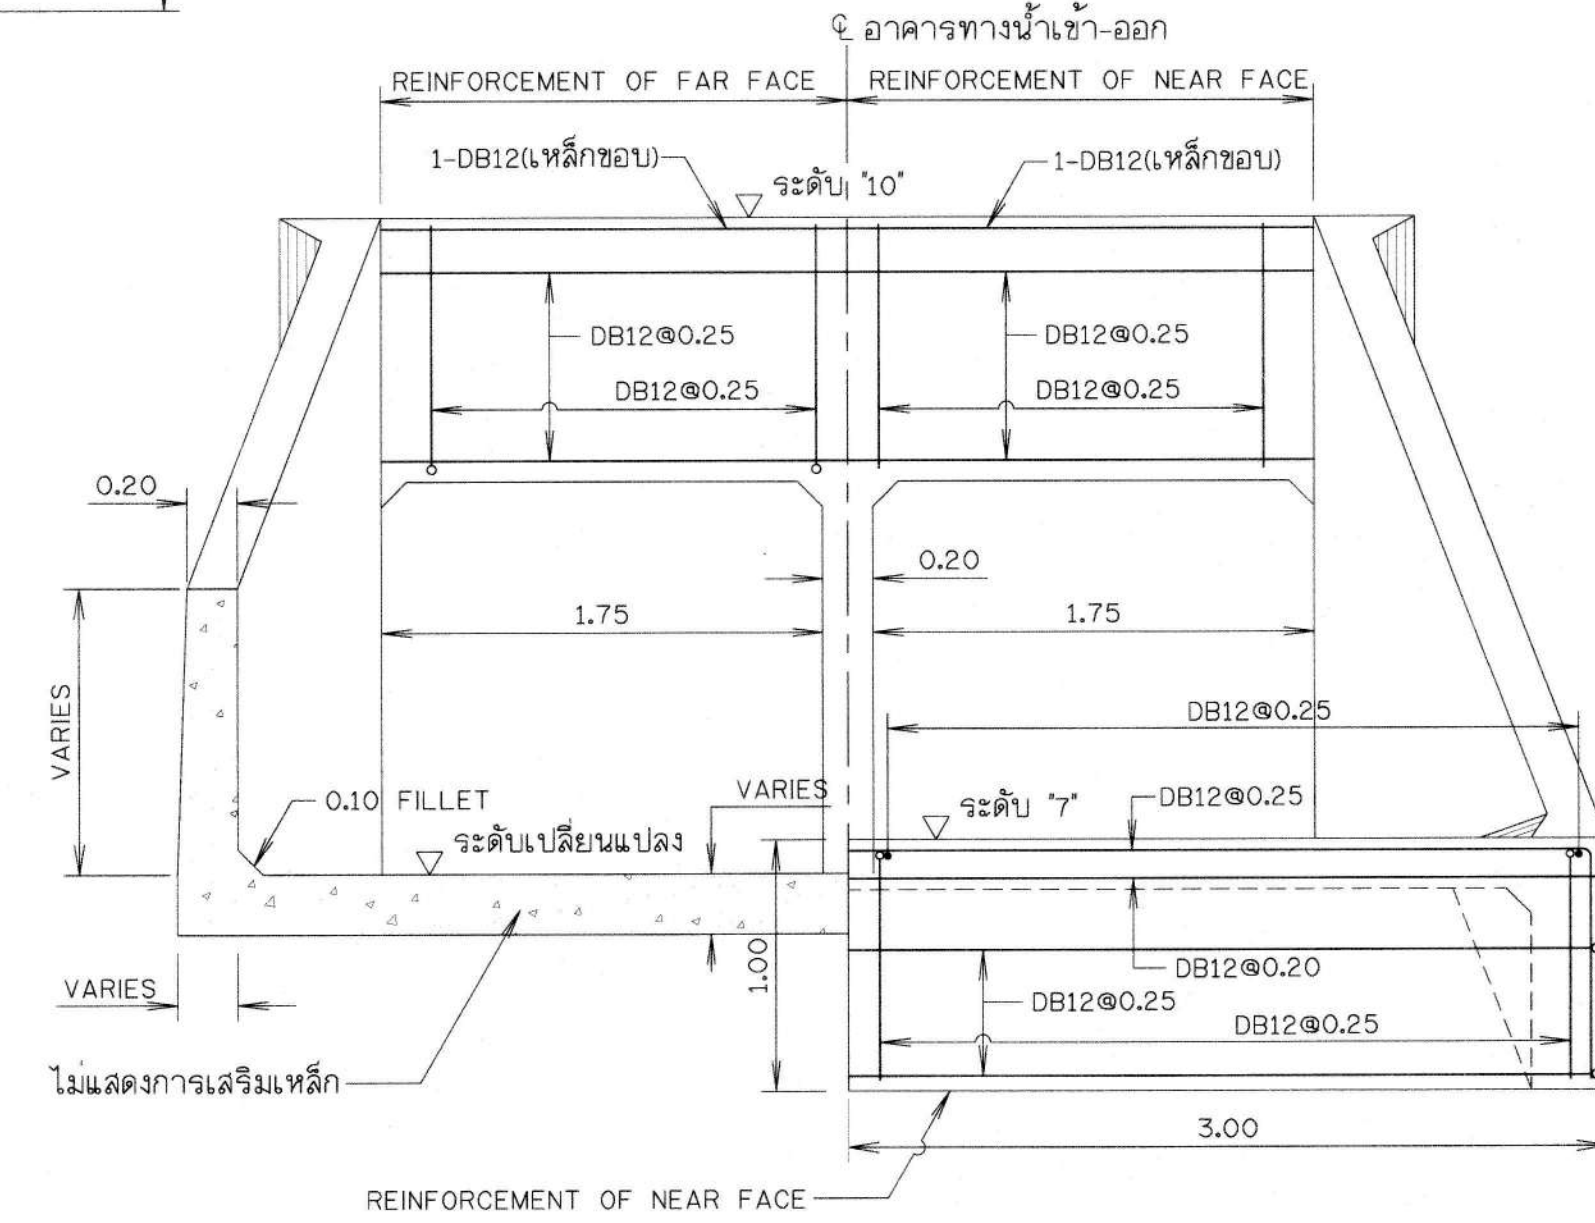 ℄ อาคารทางน้ำเข้า-ออก
REINFORCEMENT OF FAR FACE
REINFORCEMENT OF NEAR FACE
1-DB12(เหล็กขอบ)
1-DB12(เหล็กขอบ)
ระดับ "10"
DB12@0.25
DB12@0.25
DB12@0.25
DB12@0.25
0.20
0.20
1.75
1.75
DB12@0.25
VARIES
0.10 FILLET
VARIES
ระดับ "7"
DB12@0.25
ระดับเปลี่ยนแปลง
1.00
DB12@0.20
VARIES
DB12@0.25
DB12@0.25
ไม่แสดงการเสริมเหล็ก
3.00
REINFORCEMENT OF NEAR FACE